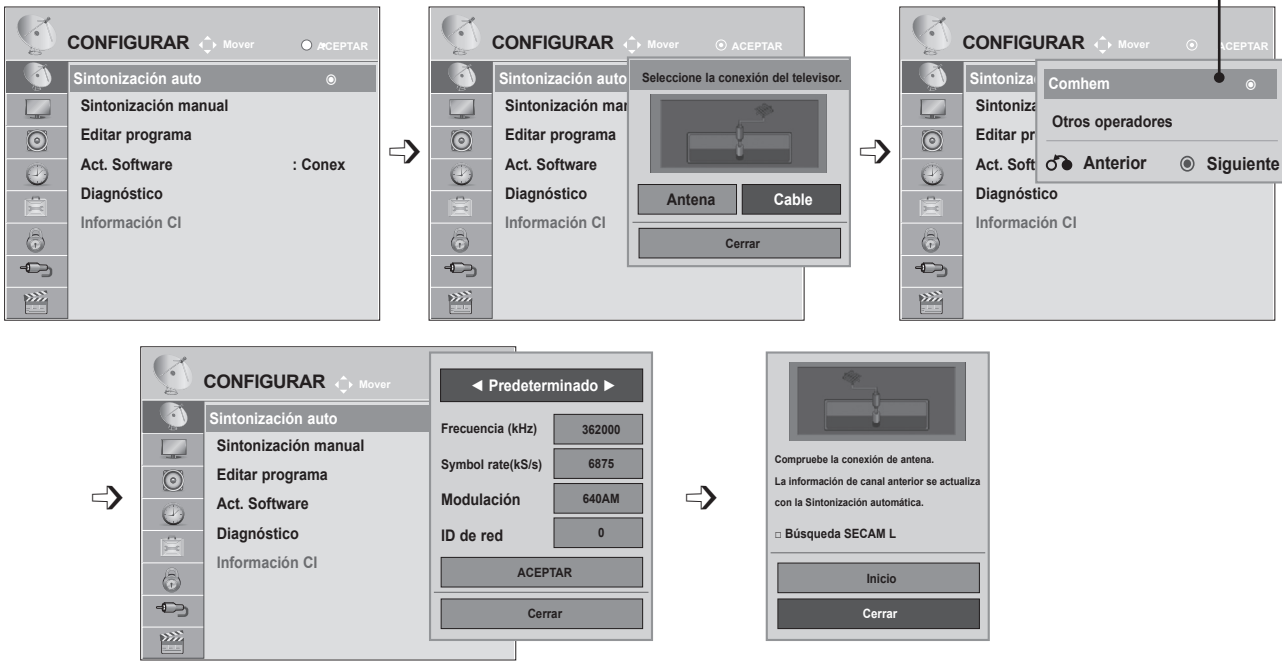 CONFIGURAR Mover ACEPTAR
Sintonización auto
Sintonización manual
Editar programa
Act. Software : Conex
Diagnóstico
Información CI
CONFIGURAR Mover ACEPTAR
Sintonización auto
Sintonización mar
Editar programa
Act. Software
Diagnóstico
Información CI
Seleccione la conexión del televisor.
Antena Cable
Cerrar
CONFIGURAR Mover ACEPTAR
Sintoniza
Sintoniza
Editar pr
Act. Soft
Diagnóstico
Información CI
Comhem
Otros operadores
Anterior Siguiente
CONFIGURAR Mover
Sintonización auto
Sintonización manual
Editar programa
Act. Software
Diagnóstico
Información CI
◄ Predeterminado ►
Frecuencia (kHz) 362000
Symbol rate(kS/s) 6875
Modulación 640AM
ID de red 0
ACEPTAR
Cerrar
Compruebe la conexión de antena.
La información de canal anterior se actualiza
con la Sintonización automática.
□ Búsqueda SECAM L
Inicio
Cerrar